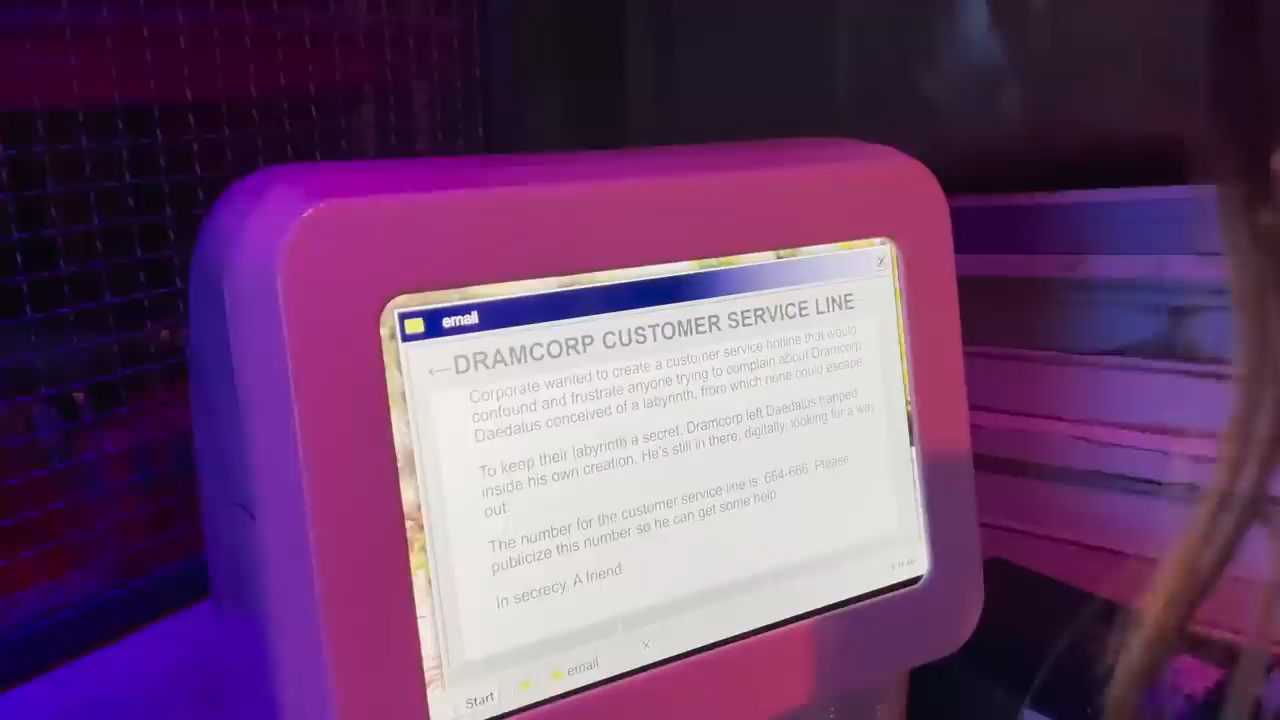 email
X
←DRAMCORP CUSTOMER SERVICE LINE
Corporate wanted to create a customer service hotline that would
confound and frustrate anyone trying to complain about Dramcorp
Daedalus conceived of a labyrinth, from which none could escape
To keep their labyrinth a secret, Dramcorp left Daedalus trapped
inside his own creation. He's still in there, digitally, looking for a way
out.
The number for the customer service line is: 664-666. Please
publicize this number so he can get some help
In secrecy, A friend
X
Start
email